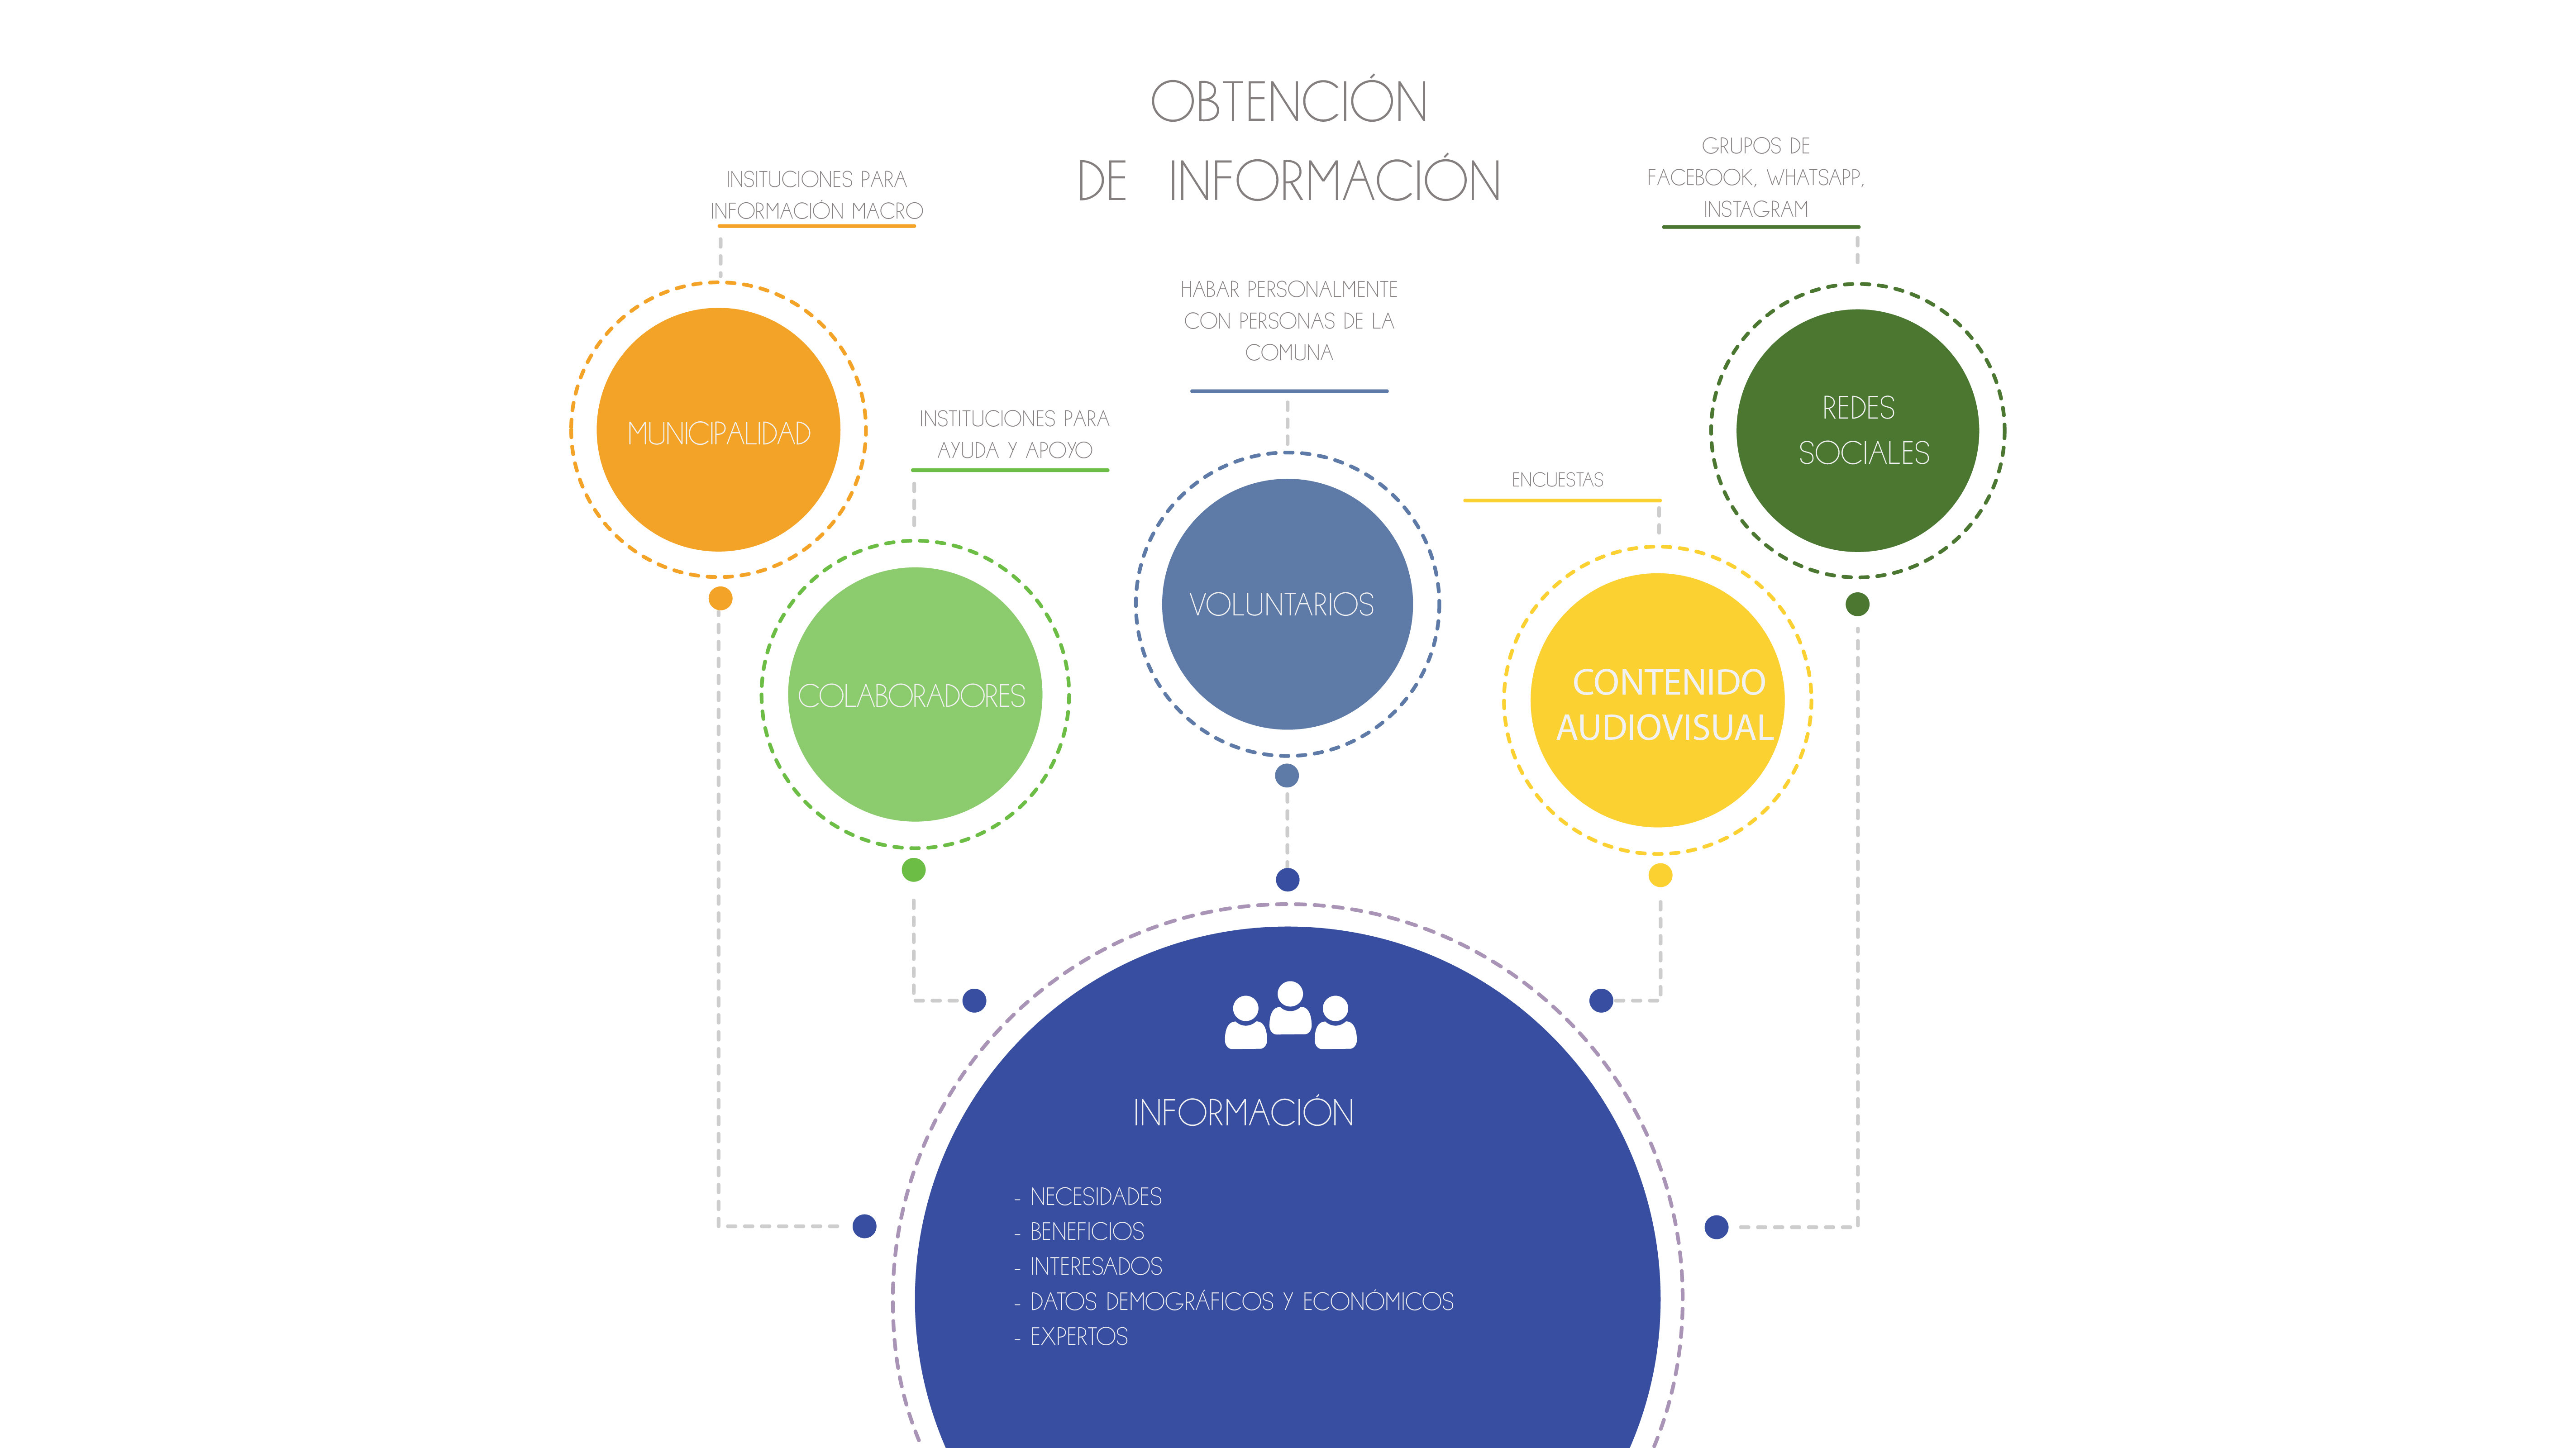 OBTENCIÓN
DE INFORMACIÓN
INSITUCIONES PARA
INFORMACIÓN MACRO
MUNICIPALIDAD
INSTITUCIONES PARA
AYUDA Y APOYO
COLABORADORES
HABAR PERSONALMENTE
CON PERSONAS DE LA
COMUNA
VOLUNTARIOS
ENCUESTAS
CONTENIDO
AUDIOVISUAL
GRUPOS DE
FACEBOOK, WHATSAPP,
INSTAGRAM
REDES
SOCIALES
INFORMACIÓN
- NECESIDADES
- BENEFICIOS
- INTERESADOS
- DATOS DEMOGRÁFICOS Y ECONÓMICOS
- EXPERTOS